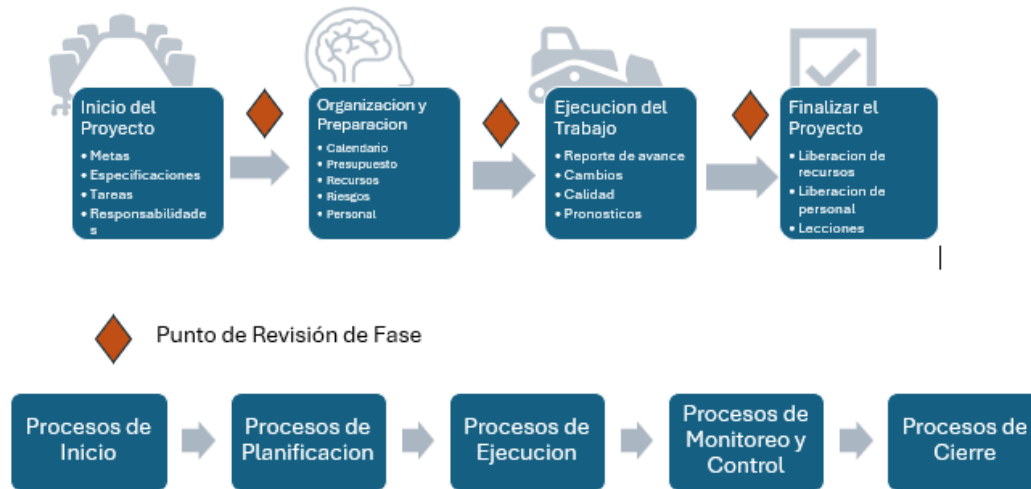 Inicio del
Proyecto
• Metas
• Especificaciones
• Tareas
• Responsabilidade
s
Organizacion y
Preparacion
• Calendario
• Presupuesto
• Recursos
• Riesgos
• Personal
Ejecucion del
Trabajo
• Reporte de avance
• Cambios
• Calidad
• Pronosticos
Finalizar el
Proyecto
• Liberacion de
recursos
• Liberacion de
personal
• Lecciones
Punto de Revisión de Fase
Procesos de
Inicio
Procesos de
Planificacion
Procesos de
Ejecucion
Procesos de
Monitoreo y
Control
Procesos de
Cierre